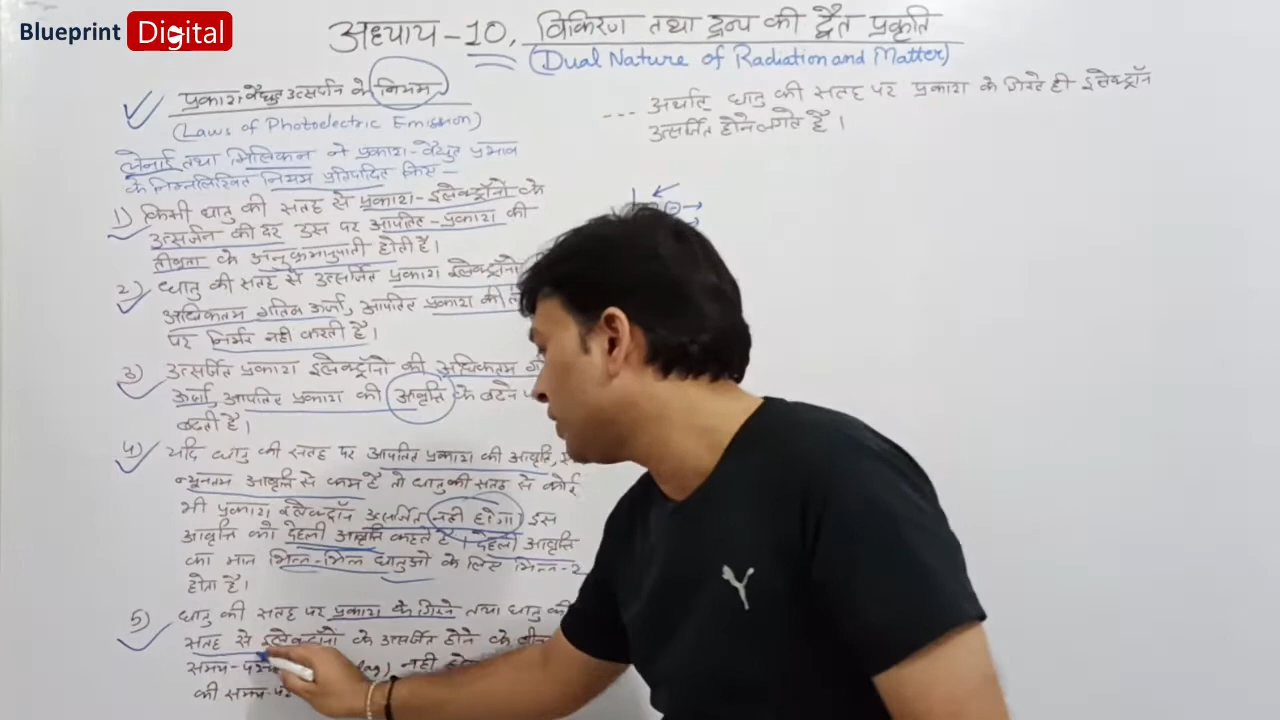 Blueprint Digital
अध्याय - 10, विकिरण तथा द्रव्य की द्वैत प्रकृति
(Dual Nature of Radiation and Matter)
प्रकाश वैद्युत उत्सर्जन के नियम
(Laws of Photoelectric Emission)
लेनार्ड तथा मिलिकन ने प्रकाश-वैद्युत प्रभाव
के निम्नलिखित नियम प्रतिपादित किए -
1) किसी धातु की सतह से प्रकाश-इलेक्ट्रॉनों के
उत्सर्जन की दर उस पर आपतित-प्रकाश की
तीव्रता के अनुक्रमानुपाती होती है।
2) धातु की सतह से उत्सर्जित प्रकाश इलेक्ट्रॉनो
अधिकतम गतिज ऊर्जा, आपतित प्रकाश की
पर निर्भर नही करती है।
3) उत्सर्जित प्रकाश इलेक्ट्रॉनो की अधिकतम
ऊर्जा, आपतित प्रकाश की आवृत्ति के बढने
बढती है।
4) यदि धातु की सतह पर आपतित प्रकाश की आवृत्ति,
न्यूनतम आवृत्ति से कम है तो धातु की सतह से कोई
भी प्रकाश इलेक्ट्रॉन उत्सर्जित नही होगा। इस
आवृत्ति को देहली आवृत्ति कहते है। देहली आवृत्ति
का मान भिन्न-भिन्न धातुओ के लिए भिन्न-2
होता है।
5) धातु की सतह पर प्रकाश के गिरने तथा धातु की
सतह से इलेक्ट्रॉनो के उत्सर्जित होने के बीच
समय- नही
की समय-
--- अर्थात् धातु की सतह पर प्रकाश के गिरते ही इलेक्ट्रॉन
उत्सर्जित होने लगते है।